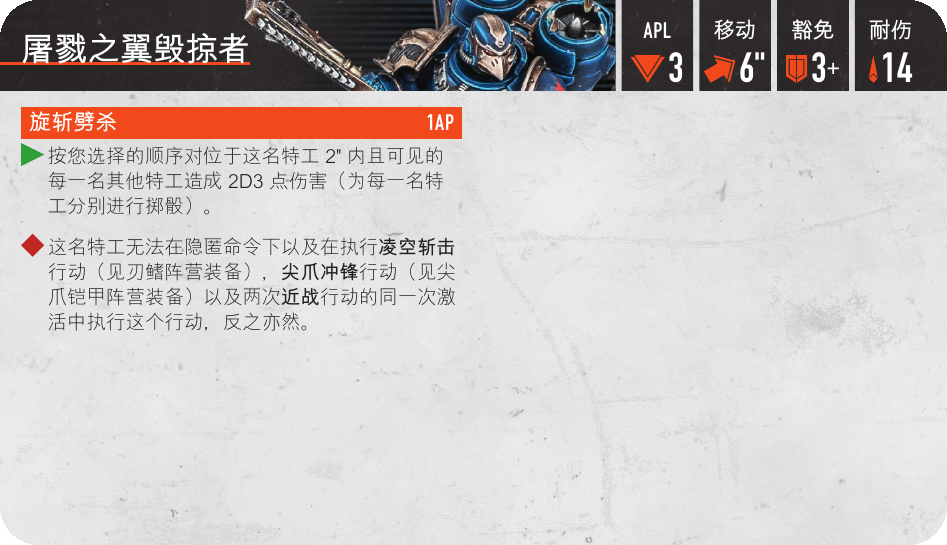 屠戮之翼毁掠者
APL 移动 豁免 耐伤
3 6" 3+ 14
旋斩劈杀 1AP
按您选择的顺序对位于这名特工 2" 内且可见的
每一名其他特工造成 2D3 点伤害（为每一名特
工分别进行掷骰）。
这名特工无法在隐匿命令下以及在执行凌空斩击
行动（见刃鳍阵营装备），尖爪冲锋行动（见尖
爪铠甲阵营装备）以及两次近战行动的同一次激
活中执行这个行动，反之亦然。